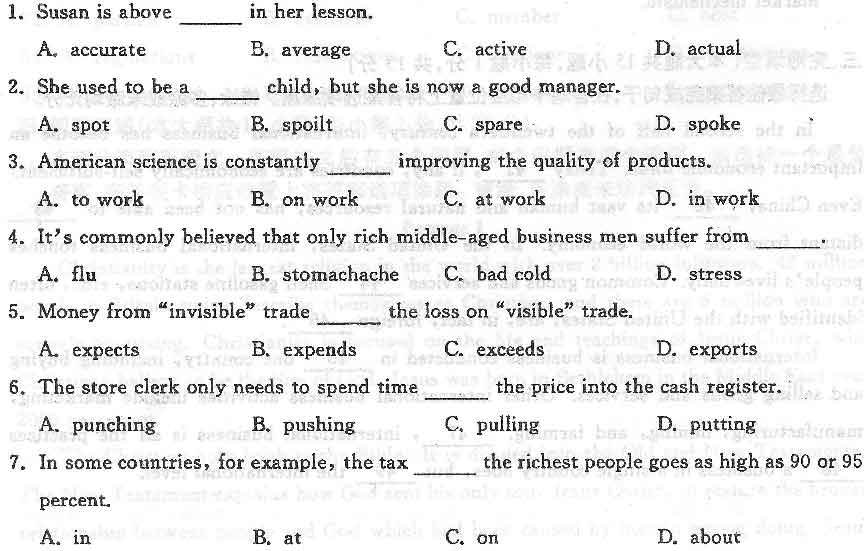 1. Susan is above ______ in her lesson.
A. accurate B. average C. active D. actual
2. She used to be a ______ child, but she is now a good manager.
A. spot B. spoilt C. spare D. spoke
3. American science is constantly ______ improving the quality of products.
A. to work B. on work C. at work D. in work
4. It's commonly believed that only rich middle-aged business men suffer from ______.
A. flu B. stomachache C. bad cold D. stress
5. Money from "invisible" trade ______ the loss on "visible" trade.
A. expects B. expends C. exceeds D. exports
6. The store clerk only needs to spend time ______ the price into the cash register.
A. punching B. pushing C. pulling D. putting
7. In some countries, for example, the tax ______ the richest people goes as high as 90 or 95
percent.
A. in B. at C. on D. about